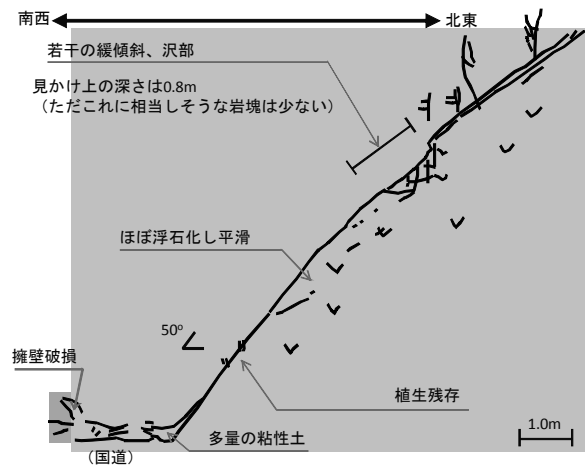 南西
北東
若干の緩傾斜、沢部
見かけ上の深さは0.8m
（ただこれに相当しそうな岩塊は少ない）
ほぼ浮石化し平滑
50°
擁壁破損
植生残存
1.0m
多量の粘性土
（国道）